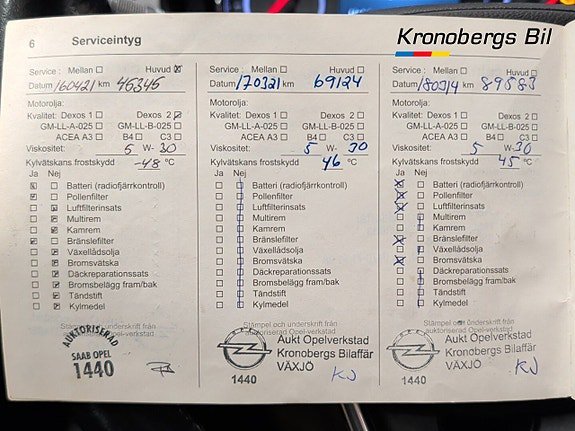 6 Serviceintyg
Kronobergs Bil
Service: Mellan Huvud
Datum 160421 km 45345
Motorolja:
Kvalitet: Dexos 1 Dexos 2
GM-LL-A-025 GM-LL-B-025
ACEA A3 B4 C3
Viskositet: 5 W- 30
Kylvätskans frostskydd -48 °C
Ja Nej
Batteri (radiofjärrkontroll)
Pollenfilter
Luftfilterinsats
Multirem
Kamrem
Bränslefilter
Växellådsolja
Bromsvätska
Däckreparationssats
Bromsbelägg fram/bak
Tändstift
Kylmedel
Stämpel och underskrift från
AUKTORISERAD
SAAB OPEL
1440
Service: Mellan Huvud
Datum 170321 km 69124
Motorolja:
Kvalitet: Dexos 1 Dexos 2
GM-LL-A-025 GM-LL-B-025
ACEA A3 B4 C3
Viskositet: 5 W- 30
Kylvätskans frostskydd 46 °C
Ja Nej
Batteri (radiofjärrkontroll)
Pollenfilter
Luftfilterinsats
Multirem
Kamrem
Bränslefilter
Växellådsolja
Bromsvätska
Däckreparationssats
Bromsbelägg fram/bak
Tändstift
Kylmedel
Stämpel och underskrift från
auktoriserad Opel-verkstad
Aukt Opelverkstad
Kronobergs Bilaffär
VÄXJÖ
1440 KJ
Service: Mellan Huvud
Datum 180314 km 89583
Motorolja:
Kvalitet: Dexos 1 Dexos 2
GM-LL-A-025 GM-LL-B-025
ACEA A3 B4 C3
Viskositet: 5 W- 30
Kylvätskans frostskydd 45 °C
Ja Nej
Batteri (radiofjärrkontroll)
Pollenfilter
Luftfilterinsats
Multirem
Kamrem
Bränslefilter
Växellådsolja
Bromsvätska
Däckreparationssats
Bromsbelägg fram/bak
Tändstift
Kylmedel
Stämpel och underskrift från
auktoriserad Opel-verkstad
Aukt Opelverkstad
Kronobergs Bilaffär
VÄXJÖ
1440 KJ